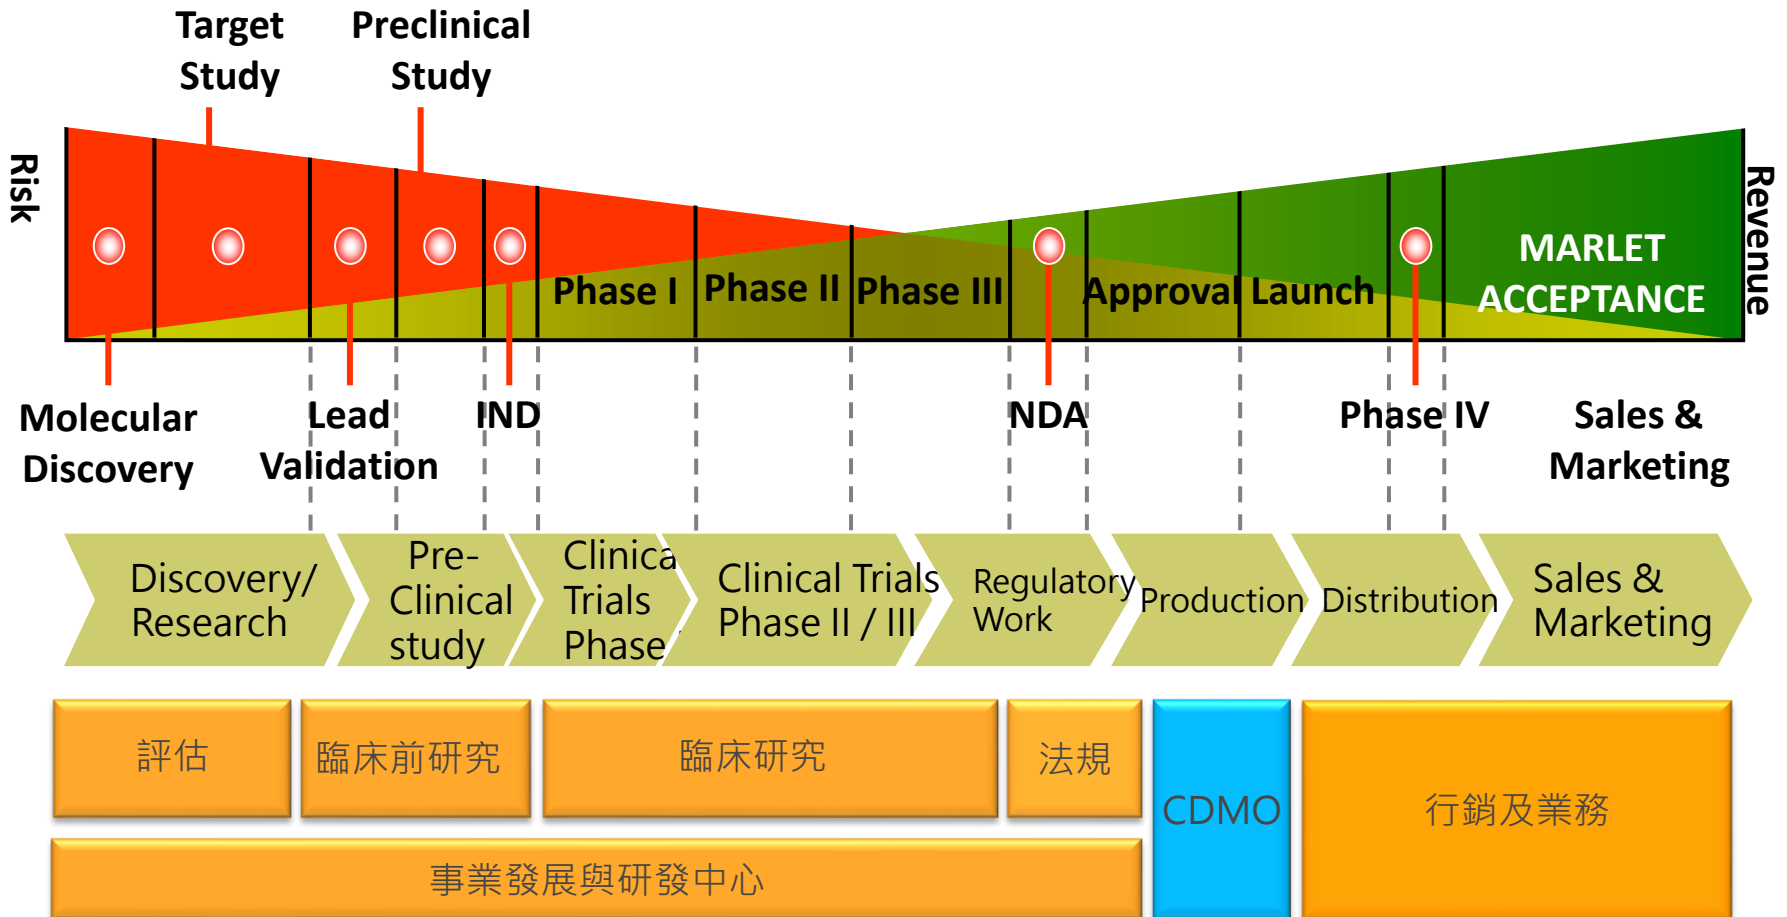 Target
Study
Preclinical
Study
Risk
Revenue
Phase I
Phase II
Phase III
Approval
Launch
MARLET
ACCEPTANCE
Molecular
Discovery
Lead
Validation
IND
NDA
Phase IV
Sales &
Marketing
Discovery/
Research
Pre-
Clinical
study
Clinica
Trials
Phase
Clinical Trials
Phase II / III
Regulatory
Work
Production
Distribution
Sales &
Marketing
評估
臨床前研究
臨床研究
法規
CDMO
行銷及業務
事業發展與研發中心